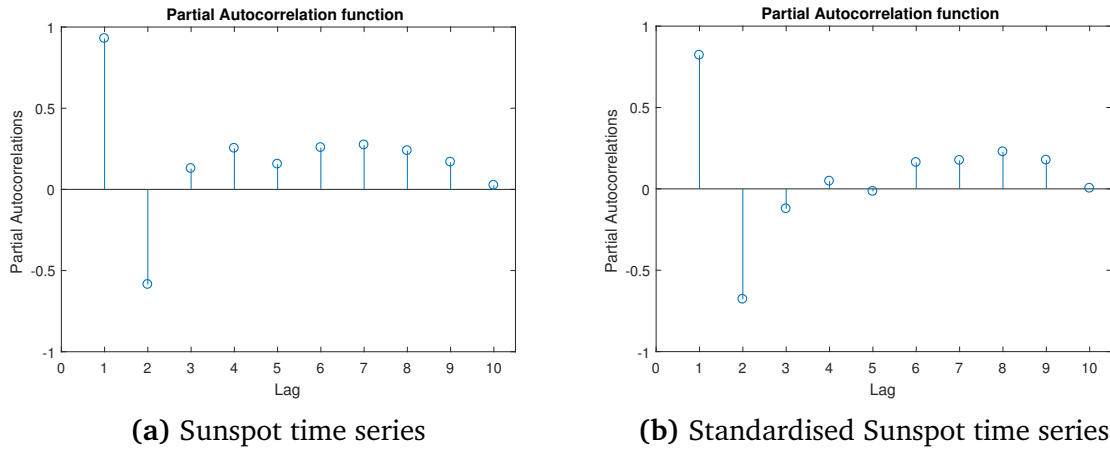 Partial Autocorrelation function
Partial Autocorrelations
1
0.5
0
-0.5
-1
0 1 2 3 4 5 6 7 8 9 10
Lag
(a) Sunspot time series
Partial Autocorrelation function
Partial Autocorrelations
1
0.5
0
-0.5
-1
0 1 2 3 4 5 6 7 8 9 10
Lag
(b) Standardised Sunspot time series